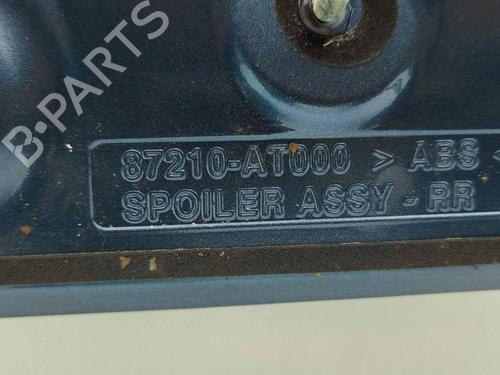 B-PARTS
87210-AT000 > ABS <
SPOILER ASSY - RR